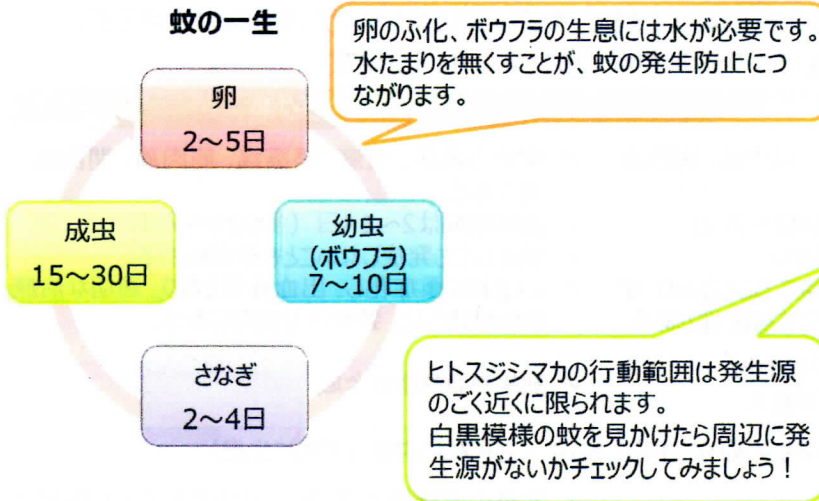 蚊の一生
卵のふ化、ボウフラの生息には水が必要です。
水たまりを無くすことが、蚊の発生防止につ
ながります。
卵
2～5日
成虫
15～30日
幼虫
(ボウフラ)
7～10日
さなぎ
2～4日
ヒトスジシマカの行動範囲は発生源
のごく近くに限られます。
白黒模様の蚊を見かけたら周辺に発
生源がないかチェックしてみましょう！